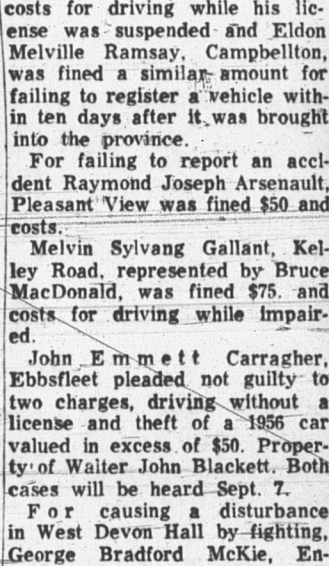 costs for driving while his lic-
ense was suspended and Eldon
Melville Ramsay, Campbellton,
was fined a similar amount for
failing to register a vehicle with-
in ten days after it was brought
into the province.
For failing to report an acci-
dent Raymond Joseph Arsenault,
Pleasant View was fined $50 and
costs.
Melvin Sylvang Gallant, Kel-
ley Road, represented by Bruce
MacDonald, was fined $75. and
costs for driving while impair-
ed.
John Emmett Carragher,
Ebbsfleet pleaded not guilty to
two charges, driving without a
license and theft of a 1956 car
valued in excess of $50. Proper-
ty of Walter John Blackett. Both
cases will be heard Sept. 7.
For causing a disturbance
in West Devon Hall by fighting,
George Bradford McKie, En-